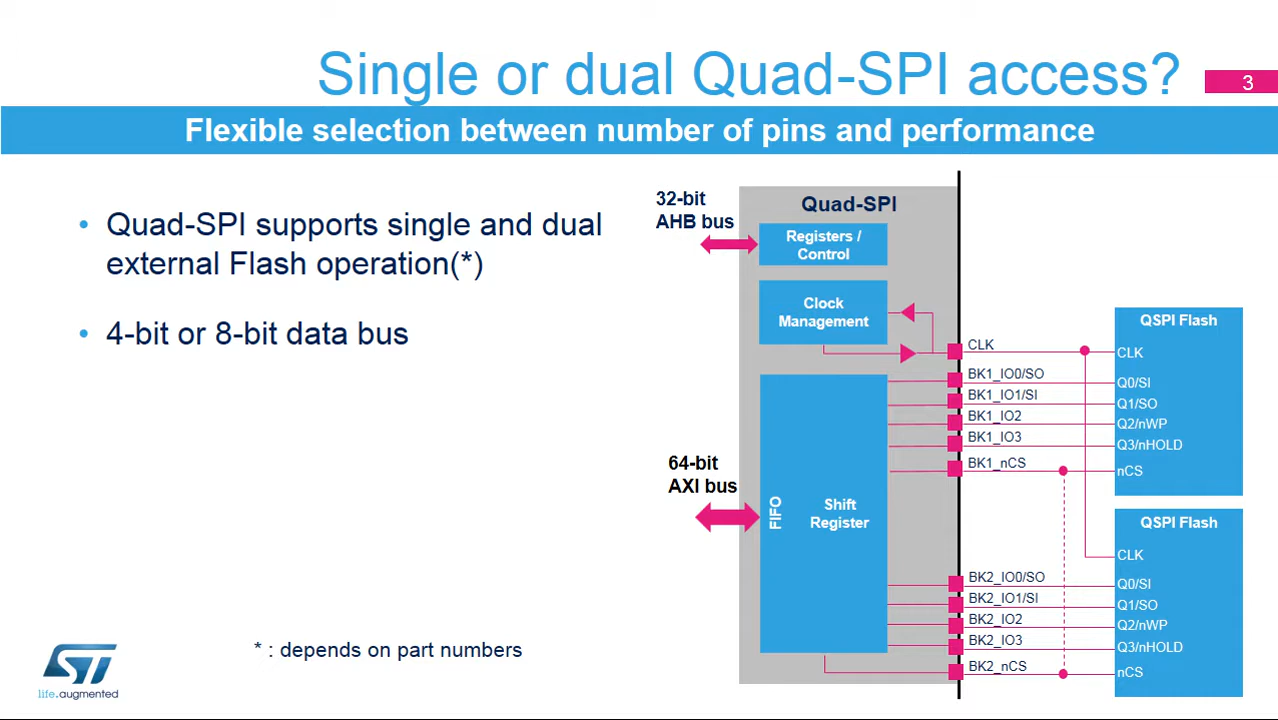 Single or dual Quad-SPI access?
3
Flexible selection between number of pins and performance
• Quad-SPI supports single and dual
external Flash operation(*)
• 4-bit or 8-bit data bus
* : depends on part numbers
ST
life.augmented
32-bit
AHB bus
64-bit
AXI bus
Quad-SPI
Registers /
Control
Clock
Management
FIFO
Shift
Register
CLK
BK1_IO0/SO
BK1_IO1/SI
BK1_IO2
BK1_IO3
BK1_nCS
BK2_IO0/SO
BK2_IO1/SI
BK2_IO2
BK2_IO3
BK2_nCS
QSPI Flash
CLK
Q0/SI
Q1/SO
Q2/nWP
Q3/nHOLD
nCS
QSPI Flash
CLK
Q0/SI
Q1/SO
Q2/nWP
Q3/nHOLD
nCS